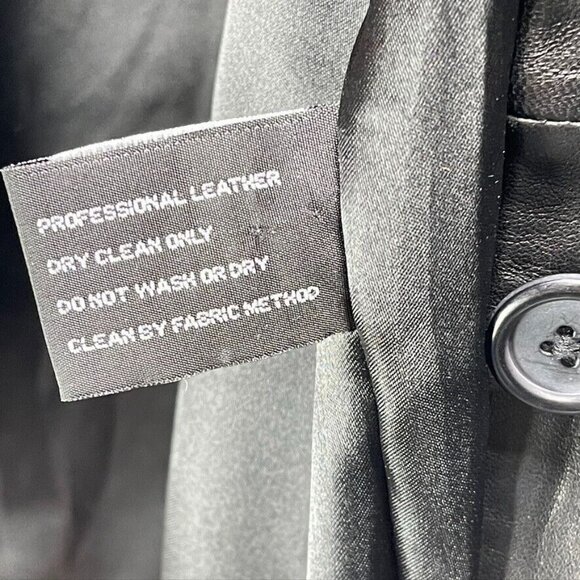 PROFESSIONAL LEATHER
DRY CLEAN ONLY
DO NOT WASH OR DRY
CLEAN BY FABRIC METHOD